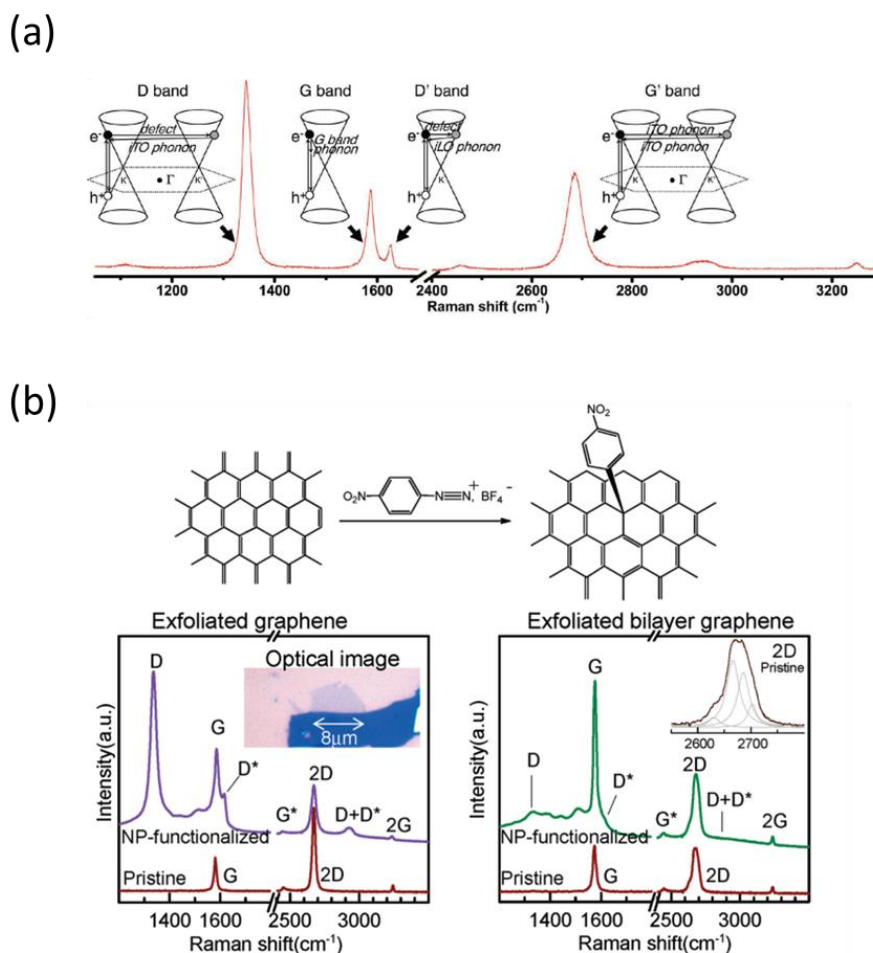 (a)
D band
G band
D' band
G' band
e-
defect
iTO phonon
K
Γ
K'
h+
e-
G band
phonon
h+
e-
defect
iLO phonon
K
h+
e-
iTO phonon
iTO phonon
K
Γ
K'
h+
1200 1400 1600 2400 2600 2800 3000 3200
Raman shift (cm-1)
(b)
O2N
N
N
+
, BF4-
NO2
Exfoliated graphene
Intensity(a.u.)
D
Optical image
8μm
G
D*
2D
G*
D+D*
2G
NP-functionalized
Pristine
G
2D
1400 1600 2500 3000
Raman shift(cm-1)
Exfoliated bilayer graphene
Intensity(a.u.)
G
2D
Pristine
2600 2700
D
D*
2D
G*
D+D*
2G
NP-functionalized
Pristine
G
2D
1400 1600 2500 3000
Raman shift(cm-1)